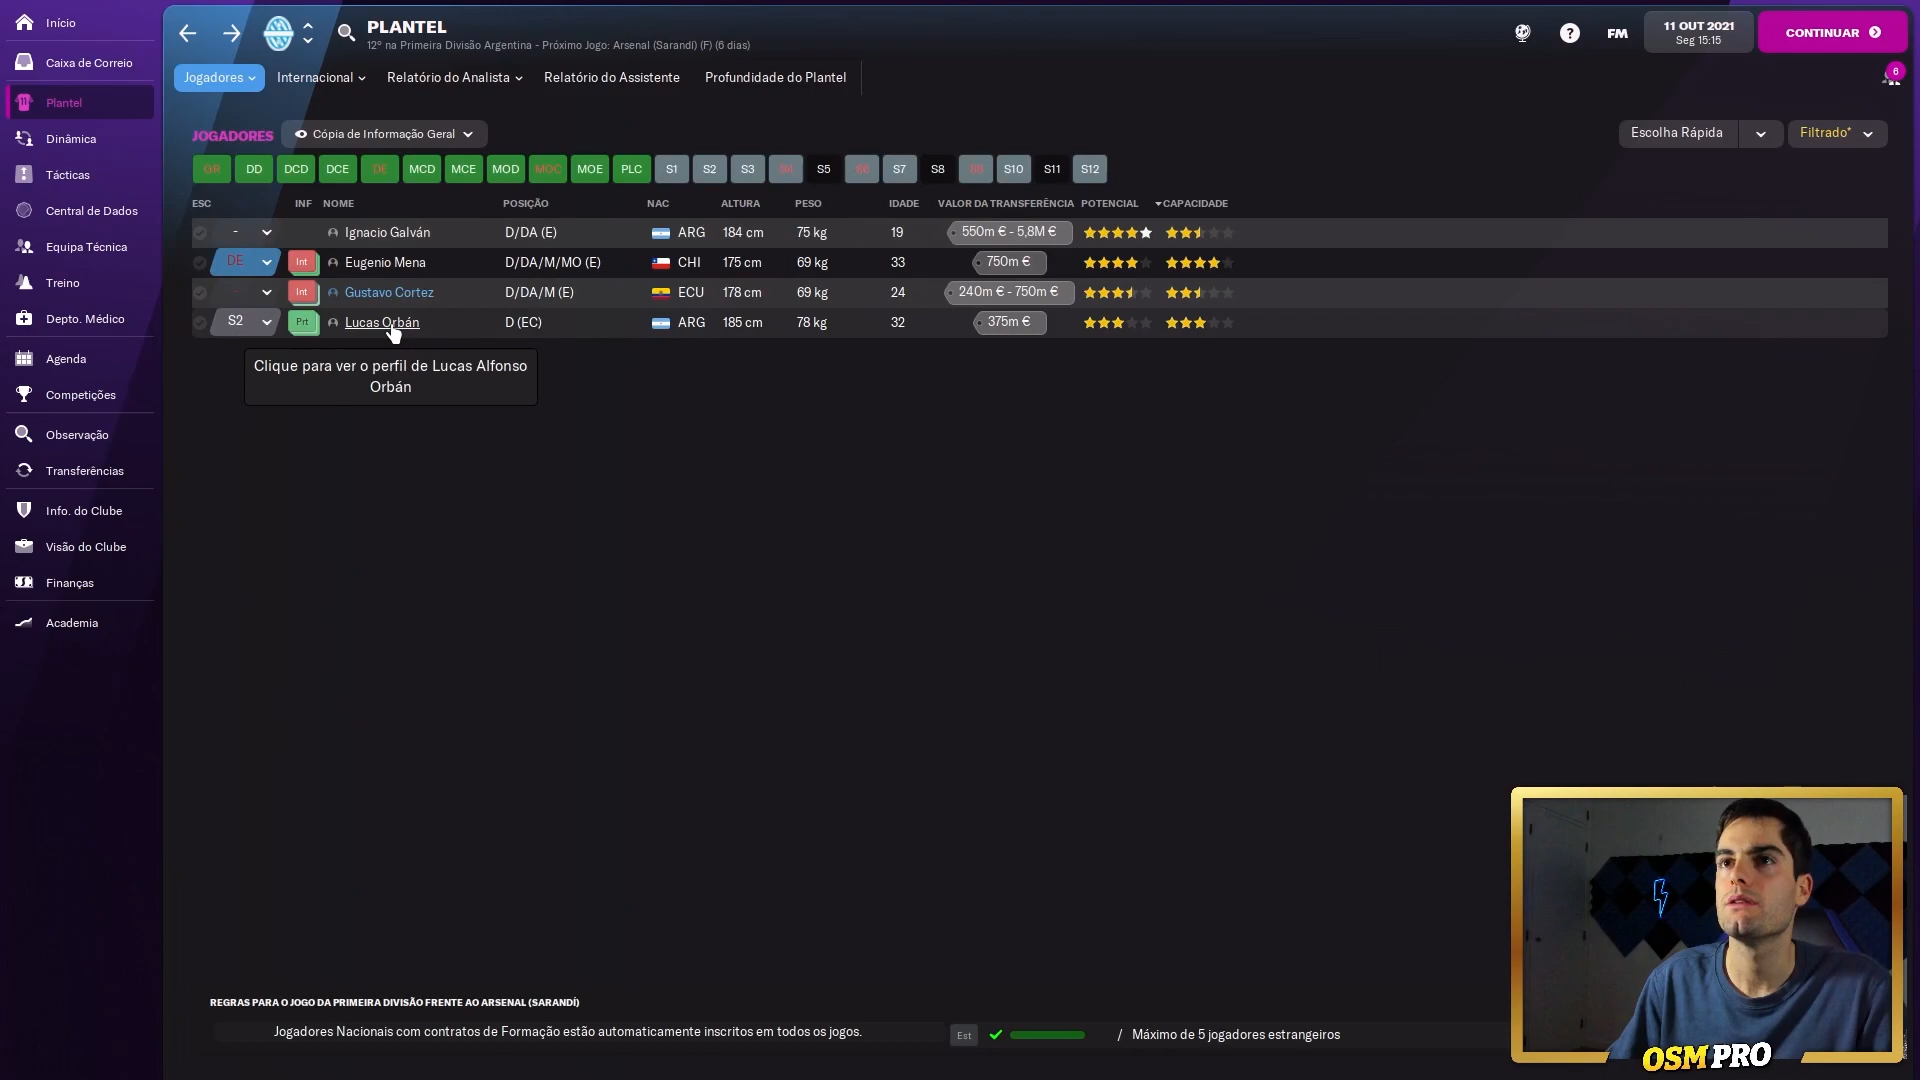 Início
Caixa de Correio
Plantel
Dinâmica
Tácticas
Central de Dados
Equipa Técnica
Treino
Depto. Médico
Agenda
Competições
Observação
Transferências
Info. do Clube
Visão do Clube
Finanças
Academia
PLANTEL
12º na Primeira Divisão Argentina - Próximo Jogo: Arsenal (Sarandí) (F) (6 dias)
FM
11 OUT 2021
Seg 15:15
CONTINUAR
Jogadores Internacional Relatório do Analista Relatório do Assistente Profundidade do Plantel
6
JOGADORES Cópia de Informação Geral Escolha Rápida Filtrado*
GR DD DCD DCE DE MCD MCE MOD MOC MOE PLC S1 S2 S3 S4 S5 S6 S7 S8 S9 S10 S11 S12
ESC INF NOME POSIÇÃO NAC ALTURA PESO IDADE VALOR DA TRANSFERÊNCIA POTENCIAL CAPACIDADE
- Ignacio Galván D/DA (E) ARG 184 cm 75 kg 19 550m € - 5,8M €
DE Int Eugenio Mena D/DA/M/MO (E) CHI 175 cm 69 kg 33 750m €
- Int Gustavo Cortez D/DA/M (E) ECU 178 cm 69 kg 24 240m € - 750m €
S2 Prt Lucas Orbán D (EC) ARG 185 cm 78 kg 32 375m €
Clique para ver o perfil de Lucas Alfonso
Orbán
REGRAS PARA O JOGO DA PRIMEIRA DIVISÃO FRENTE AO ARSENAL (SARANDÍ)
Jogadores Nacionais com contratos de Formação estão automaticamente inscritos em todos os jogos.
Est / Máximo de 5 jogadores estrangeiros
OSM PRO